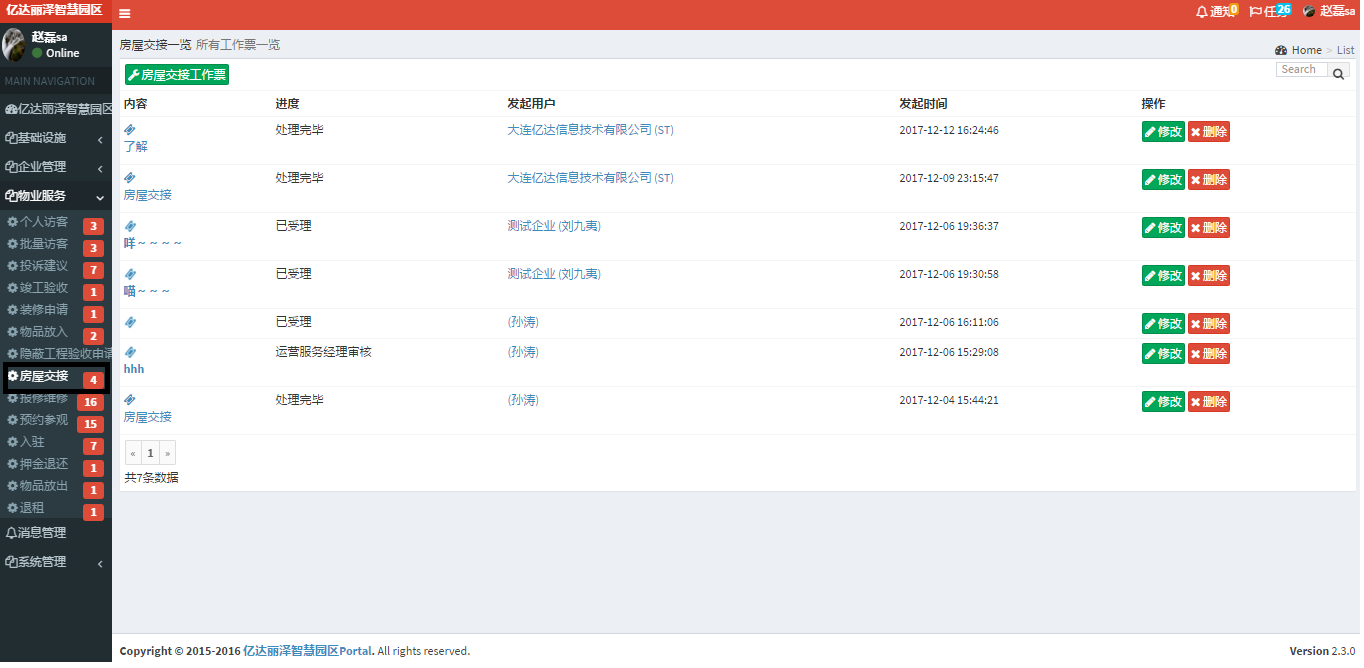 亿达丽泽智慧园区
通知 0 任务 26 赵磊sa
赵磊sa
Online
MAIN NAVIGATION
亿达丽泽智慧园区
基础设施
企业管理
物业服务
个人访客 3
批量访客 3
投诉建议 7
竣工验收 1
装修申请 1
物品放入 2
隐蔽工程验收申请
房屋交接 4
报修维修 16
预约参观 15
入驻 7
押金退还 1
物品放出 1
退租 1
消息管理
系统管理
房屋交接一览 所有工作票一览
Home > List
房屋交接工作票
Search
内容 进度 发起用户 发起时间 操作
了解 处理完毕 大连亿达信息技术有限公司 (ST) 2017-12-12 16:24:46 修改 删除
房屋交接 处理完毕 大连亿达信息技术有限公司 (ST) 2017-12-09 23:15:47 修改 删除
咩～～～～ 已受理 测试企业 (刘九夷) 2017-12-06 19:36:37 修改 删除
喵～～～ 已受理 测试企业 (刘九夷) 2017-12-06 19:30:58 修改 删除
已受理 (孙涛) 2017-12-06 16:11:06 修改 删除
hhh 运营服务经理审核 (孙涛) 2017-12-06 15:29:08 修改 删除
房屋交接 处理完毕 (孙涛) 2017-12-04 15:44:21 修改 删除
« 1 »
共7条数据
Copyright © 2015-2016 亿达丽泽智慧园区Portal. All rights reserved.
Version 2.3.0